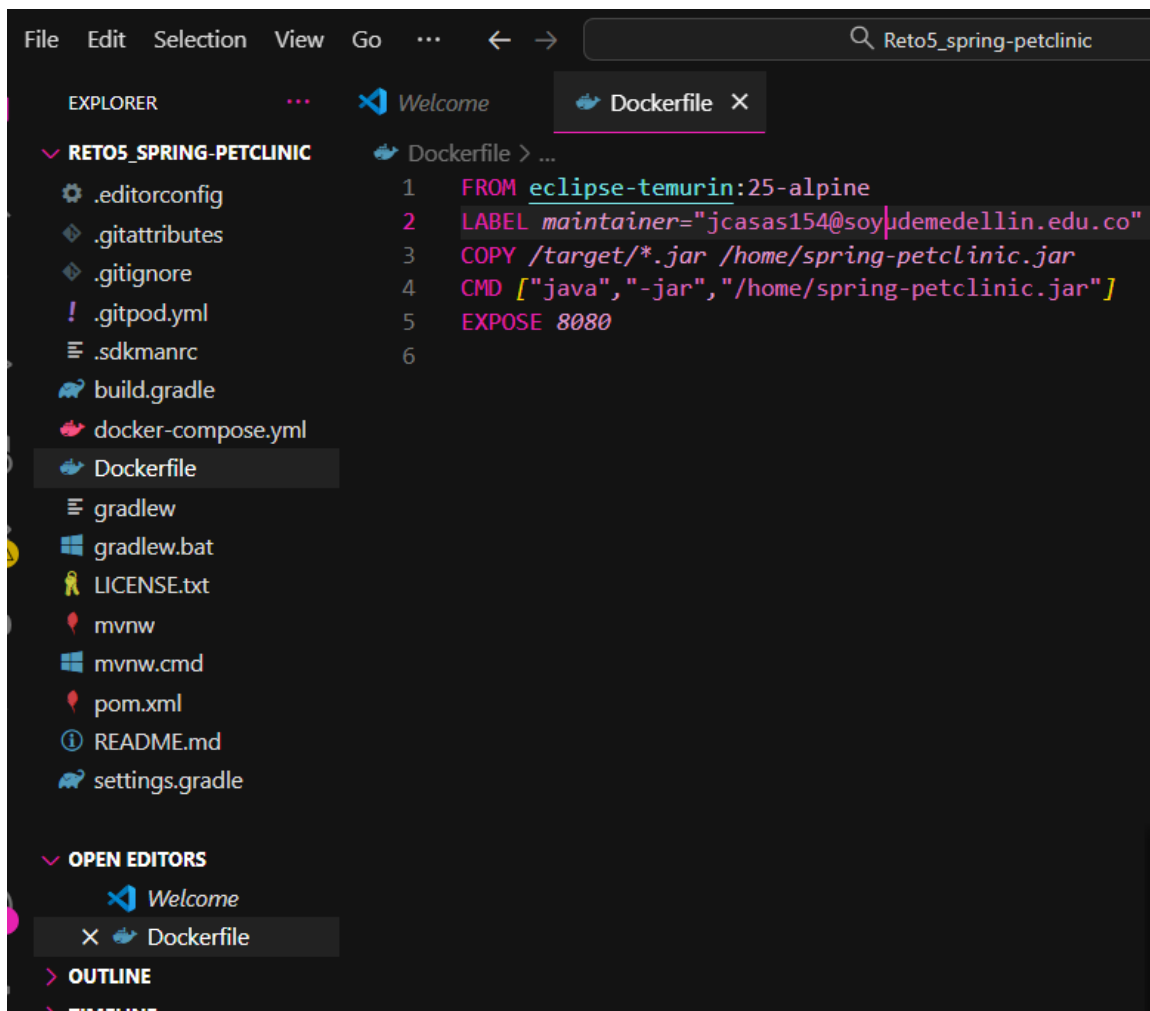 File Edit Selection View Go ··· ← → Reto5_spring-petclinic
EXPLORER ···
Welcome
Dockerfile ×
RETO5_SPRING-PETCLINIC
.editorconfig
.gitattributes
.gitignore
.gitpod.yml
.sdkmanrc
build.gradle
docker-compose.yml
Dockerfile
gradlew
gradlew.bat
LICENSE.txt
mvnw
mvnw.cmd
pom.xml
README.md
settings.gradle
OPEN EDITORS
Welcome
× Dockerfile
OUTLINE
Dockerfile > ...
1 FROM eclipse-temurin:25-alpine
2 LABEL maintainer="jcasas154@soyudemedellin.edu.co"
3 COPY /target/*.jar /home/spring-petclinic.jar
4 CMD ["java","-jar","/home/spring-petclinic.jar"]
5 EXPOSE 8080
6